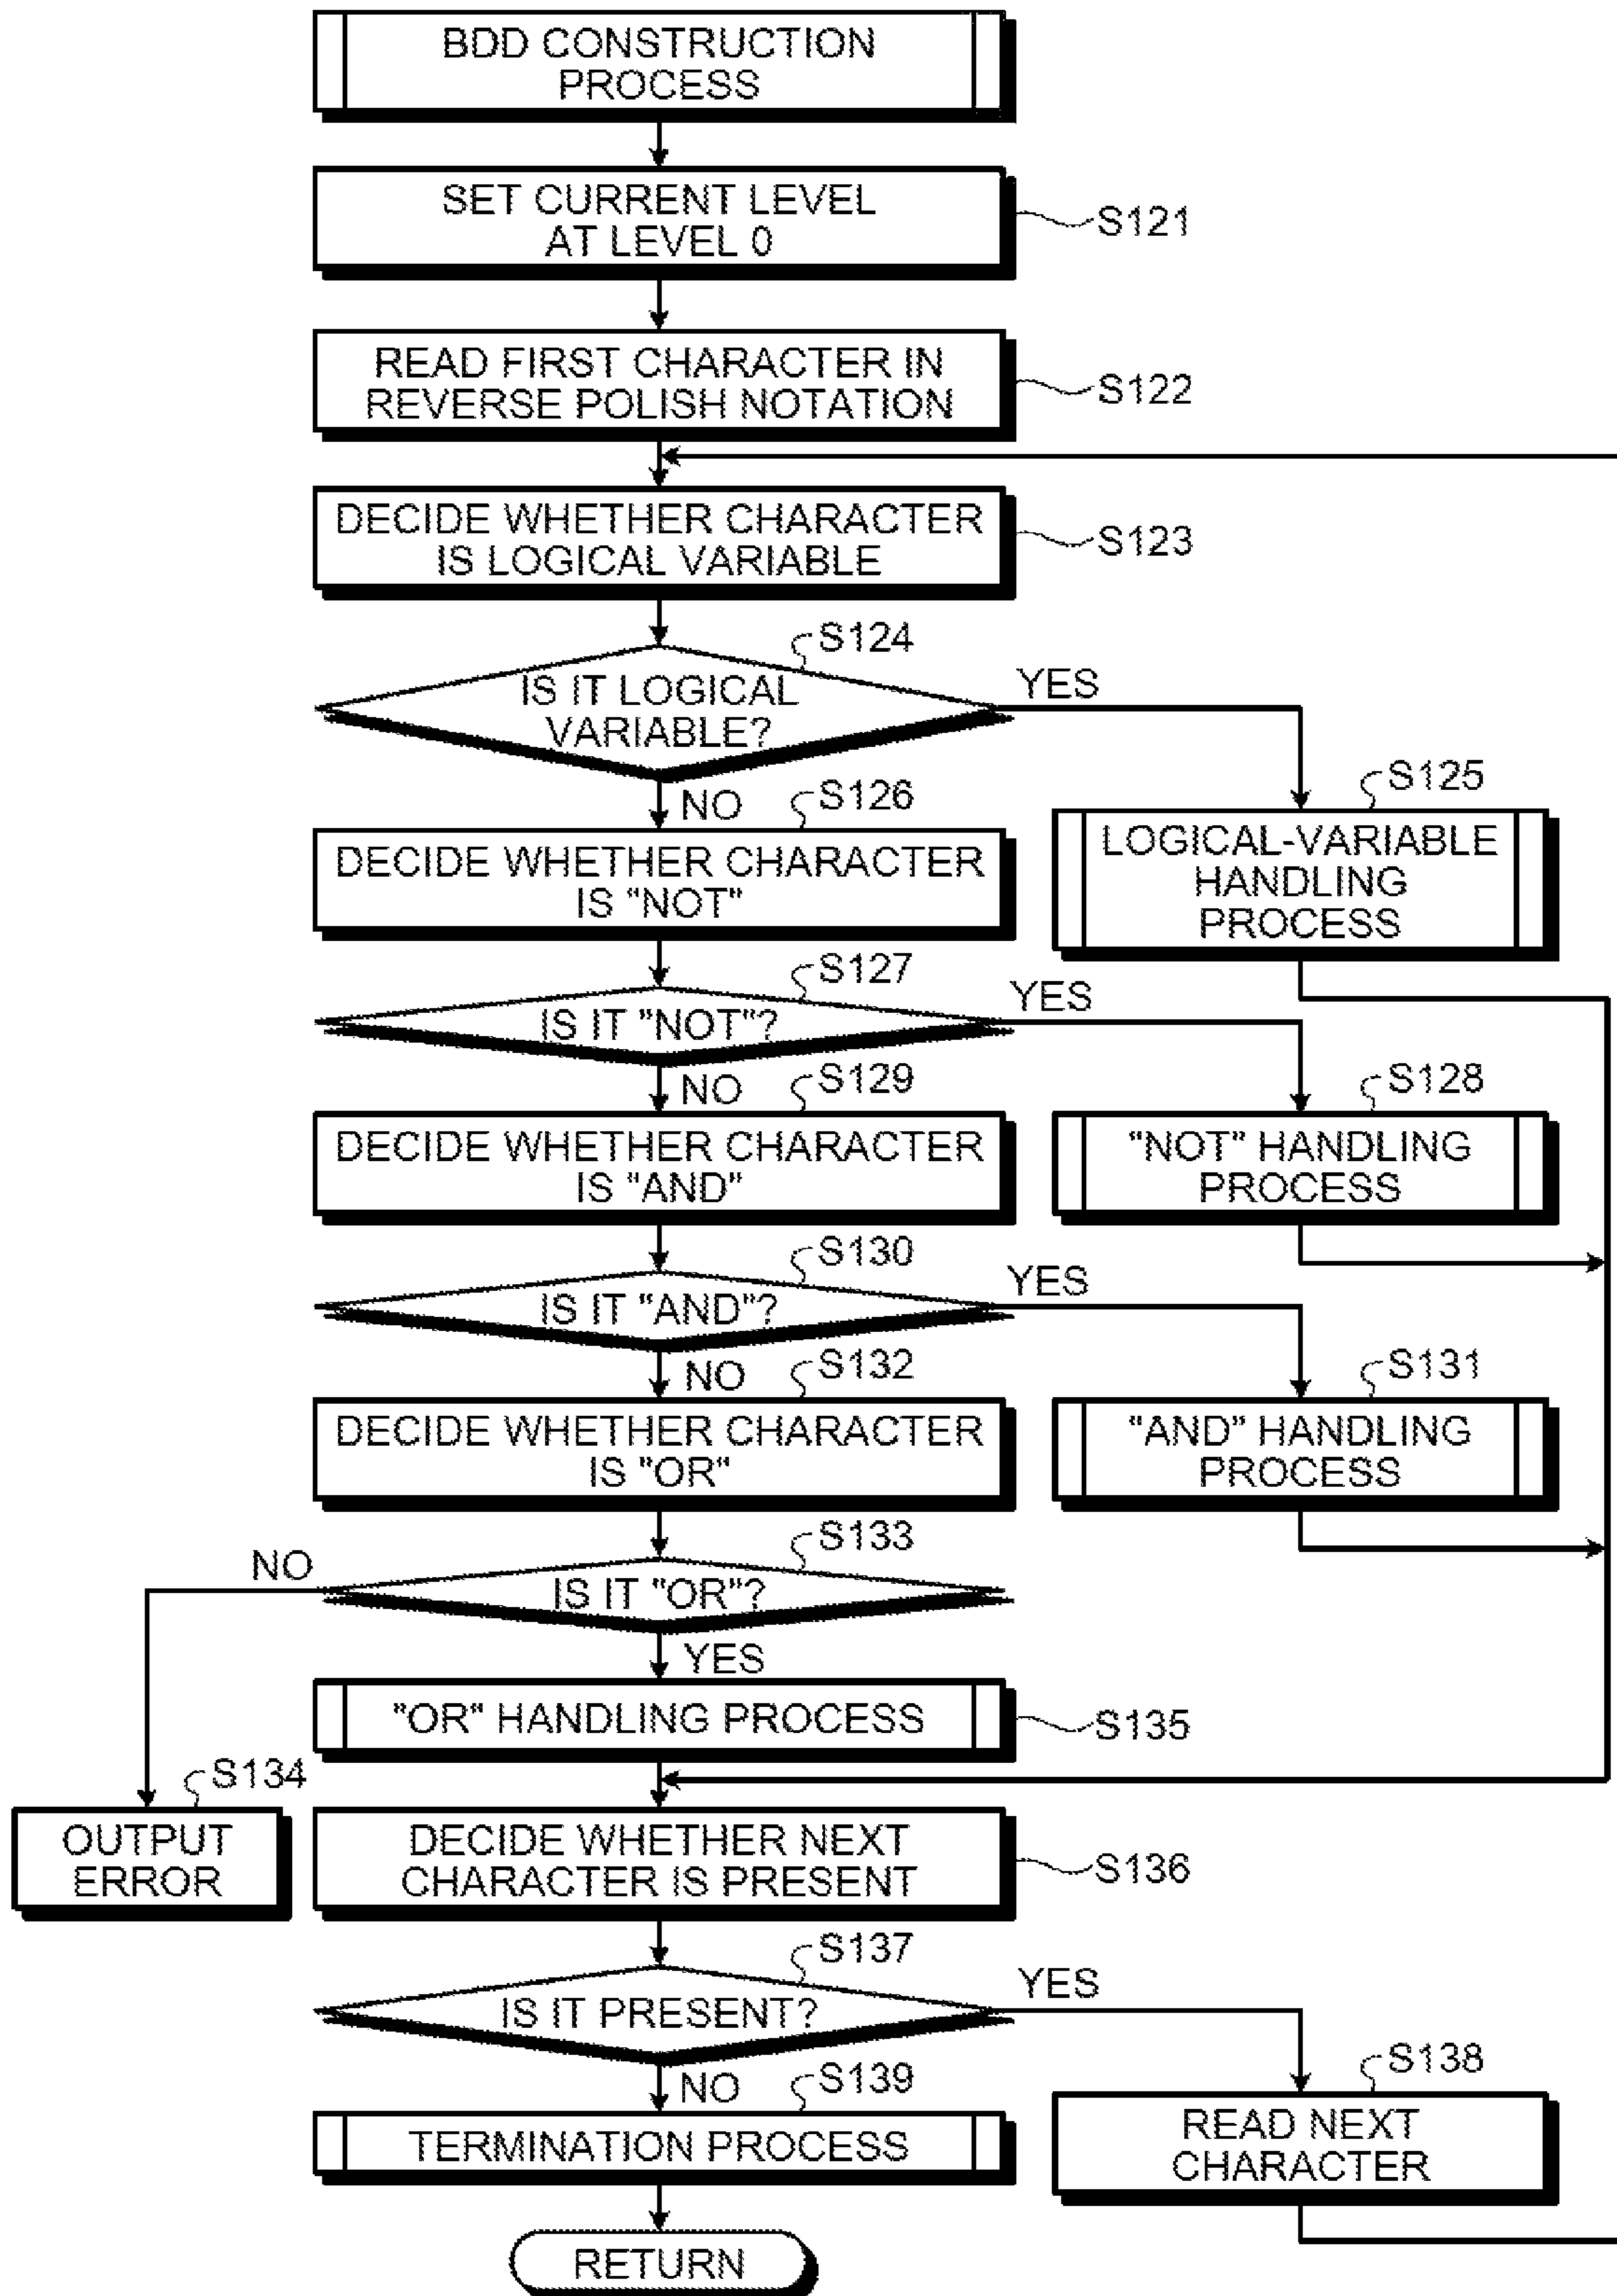 BDD CONSTRUCTION
PROCESS
SET CURRENT LEVEL
AT LEVEL 0
S121
READ FIRST CHARACTER IN
REVERSE POLISH NOTATION
S122
DECIDE WHETHER CHARACTER
IS LOGICAL VARIABLE
S123
S124
IS IT LOGICAL
VARIABLE?
YES
NO
S125
LOGICAL-VARIABLE
HANDLING
PROCESS
S126
DECIDE WHETHER CHARACTER
IS "NOT"
S127
IS IT "NOT"?
YES
NO
S128
"NOT" HANDLING
PROCESS
S129
DECIDE WHETHER CHARACTER
IS "AND"
S130
IS IT "AND"?
YES
NO
S131
"AND" HANDLING
PROCESS
S132
DECIDE WHETHER CHARACTER
IS "OR"
S133
IS IT "OR"?
NO
YES
S134
OUTPUT
ERROR
"OR" HANDLING PROCESS
S135
DECIDE WHETHER NEXT
CHARACTER IS PRESENT
S136
S137
IS IT PRESENT?
YES
NO
S138
READ NEXT
CHARACTER
S139
TERMINATION PROCESS
RETURN